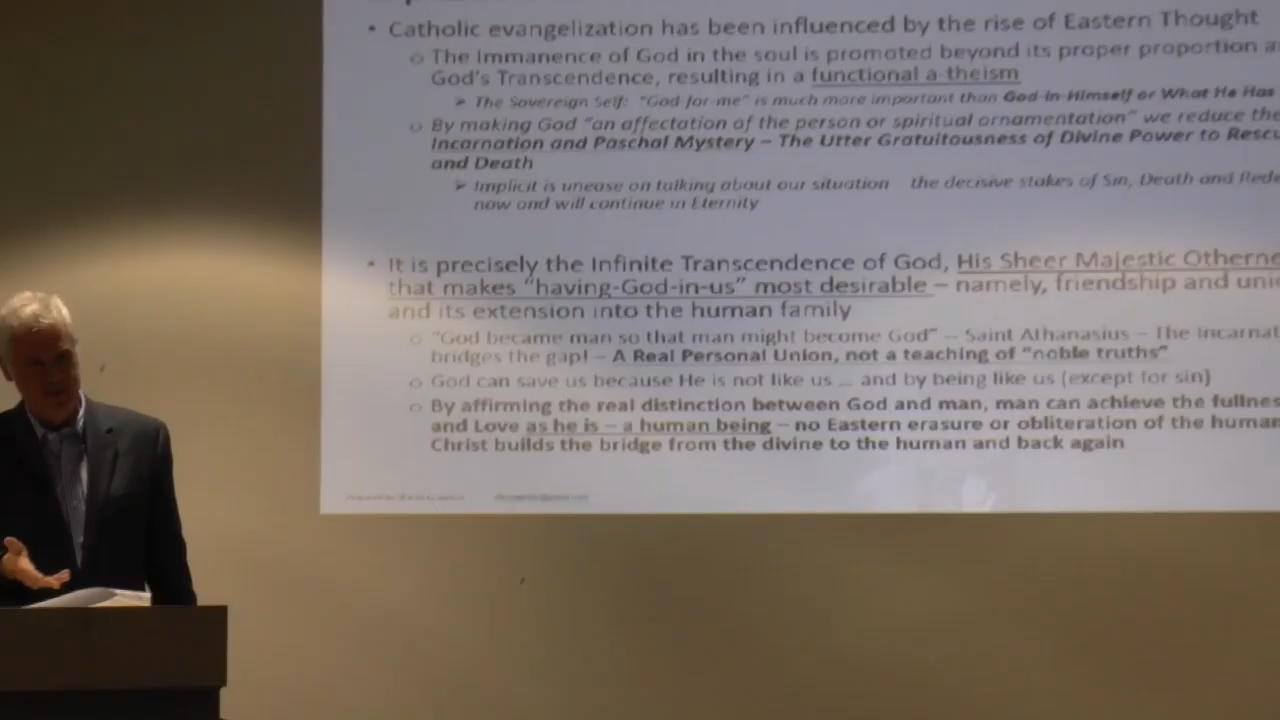 • Catholic evangelization has been influenced by the rise of Eastern Thought
o The Immanence of God in the soul is promoted beyond its proper proportion a
God's Transcendence, resulting in a functional a-theism
➢ The Sovereign Self: "God-for-me" is much more important than God-in-Himself or What He Has
o By making God "an affectation of the person or spiritual ornamentation" we reduce the
Incarnation and Paschal Mystery – The Utter Gratuitousness of Divine Power to Rescu
and Death
➢ Implicit is unease on talking about our situation the decisive stakes of Sin, Death and Rede
now and will continue in Eternity
• It is precisely the Infinite Transcendence of God, His Sheer Majestic Otherne
that makes "having-God-in-us" most desirable – namely, friendship and uni
and its extension into the human family
o "God became man so that man might become God" – Saint Athanasius – The Incarnat
bridges the gap! – A Real Personal Union, not a teaching of "noble truths"
o God can save us because He is not like us … and by being like us (except for sin)
o By affirming the real distinction between God and man, man can achieve the fullnes
and Love as he is – a human being – no Eastern erasure or obliteration of the human
Christ builds the bridge from the divine to the human and back again